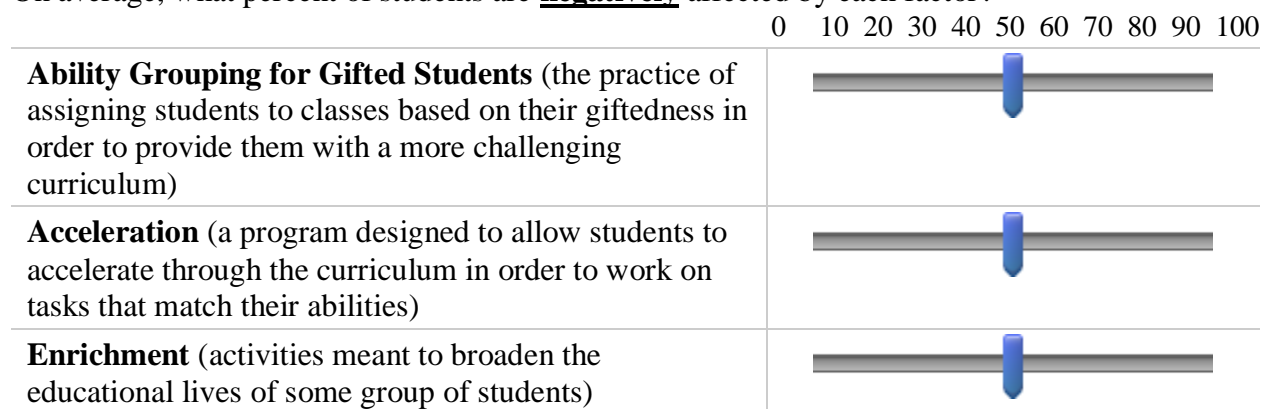 On average, what percent of students are negatively affected by each factor?
0 10 20 30 40 50 60 70 80 90 100
Ability Grouping for Gifted Students (the practice of
assigning students to classes based on their giftedness in
order to provide them with a more challenging
curriculum)
Acceleration (a program designed to allow students to
accelerate through the curriculum in order to work on
tasks that match their abilities)
Enrichment (activities meant to broaden the
educational lives of some group of students)